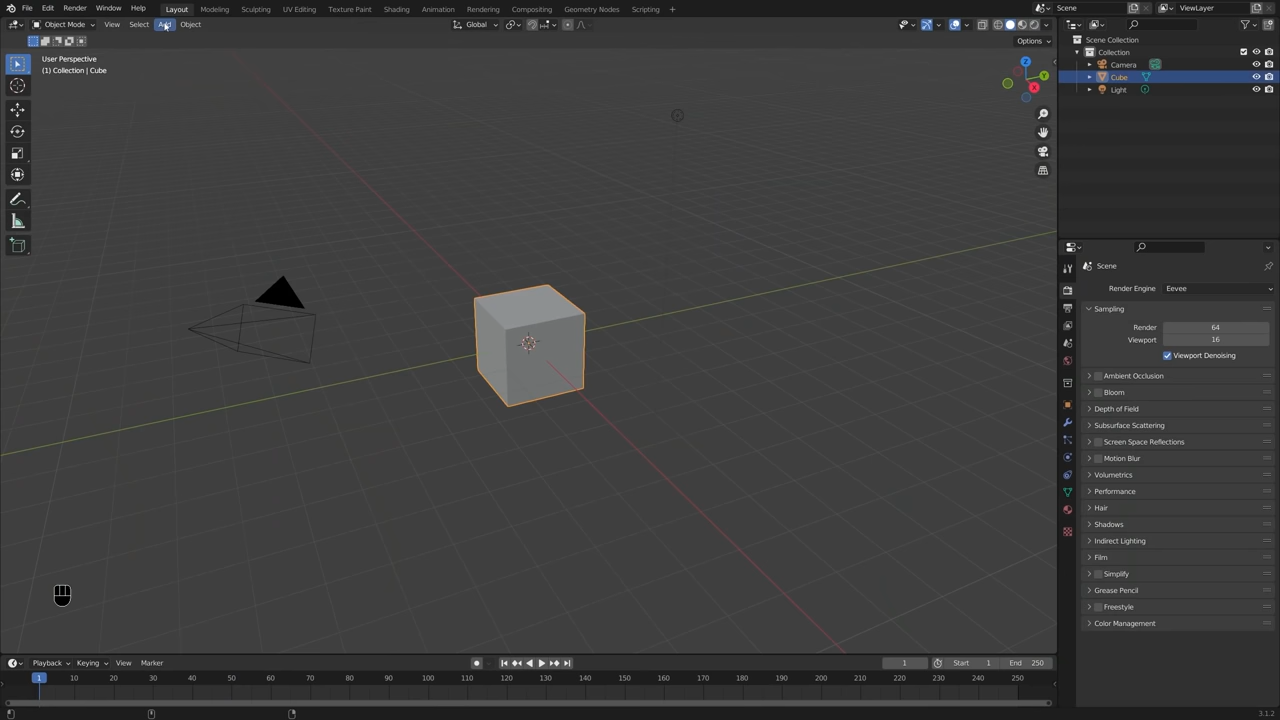 File Edit Render Window Help Layout Modeling Sculpting UV Editing Texture Paint Shading Animation Rendering Compositing Geometry Nodes Scripting + Scene ViewLayer
Object Mode View Select Add Object Global
Options
User Perspective
(1) Collection | Cube
Z
Y
X
Scene Collection
Collection
Camera
Cube
Light
Scene
Render Engine Eevee
Sampling
Render 64
Viewport 16
Viewport Denoising
Ambient Occlusion
Bloom
Depth of Field
Subsurface Scattering
Screen Space Reflections
Motion Blur
Volumetrics
Performance
Hair
Shadows
Indirect Lighting
Film
Simplify
Grease Pencil
Freestyle
Color Management
Playback Keying View Marker 1 Start 1 End 250
1 10 20 30 40 50 60 70 80 90 100 110 120 130 140 150 160 170 180 190 200 210 220 230 240 250
3.1.2